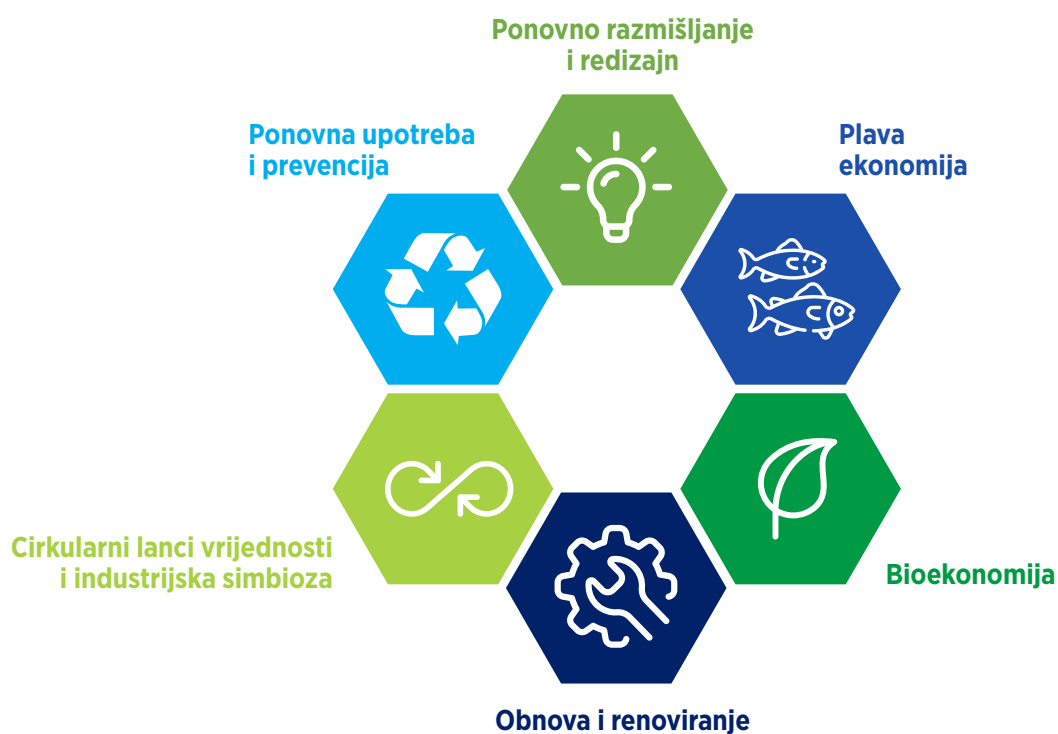 Ponovno razmišljanje
i redizajn
Ponovna upotreba
i prevencija
Plava
ekonomija
Cirkularni lanci vrijednosti
i industrijska simbioza
Bioekonomija
Obnova i renoviranje